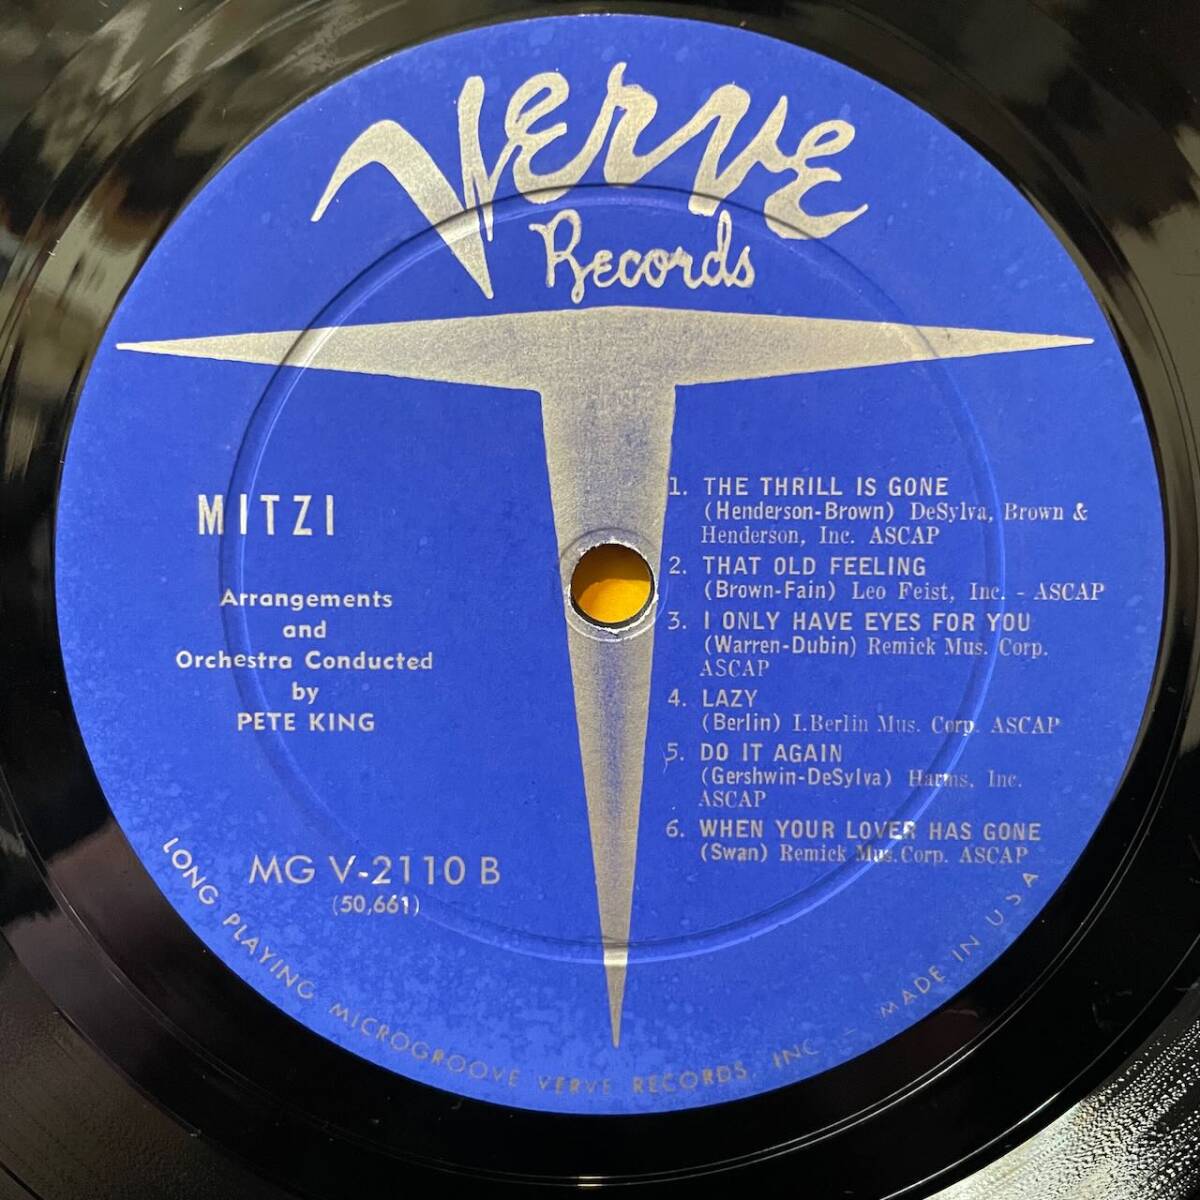 Verve
Records
MITZI
Arrangements
and
Orchestra Conducted
by
PETE KING
MG V-2110 B
(50,661)
1. THE THRILL IS GONE
(Henderson-Brown) DeSylva, Brown &
Henderson, Inc. ASCAP
2. THAT OLD FEELING
(Brown-Fain) Leo Feist, Inc. - ASCAP
3. I ONLY HAVE EYES FOR YOU
(Warren-Dubin) Remick Mus. Corp.
ASCAP
4. LAZY
(Berlin) I.Berlin Mus. Corp. ASCAP
5. DO IT AGAIN
(Gershwin-DeSylva) Harms, Inc.
ASCAP
6. WHEN YOUR LOVER HAS GONE
(Swan) Remick Mus. Corp. ASCAP
LONG PLAYING MICROGROOVE VERVE RECORDS, INC. - MADE IN USA